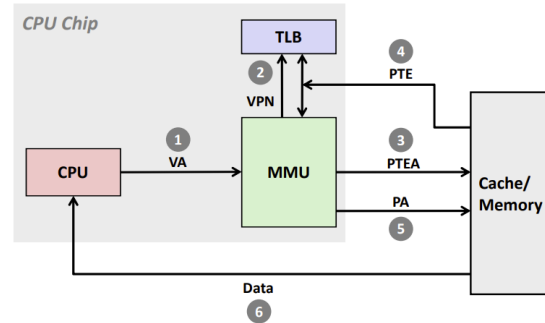 CPU Chip
TLB
4
PTE
2
VPN
1
VA
3
PTEA
CPU
MMU
Cache/
Memory
PA
5
Data
6